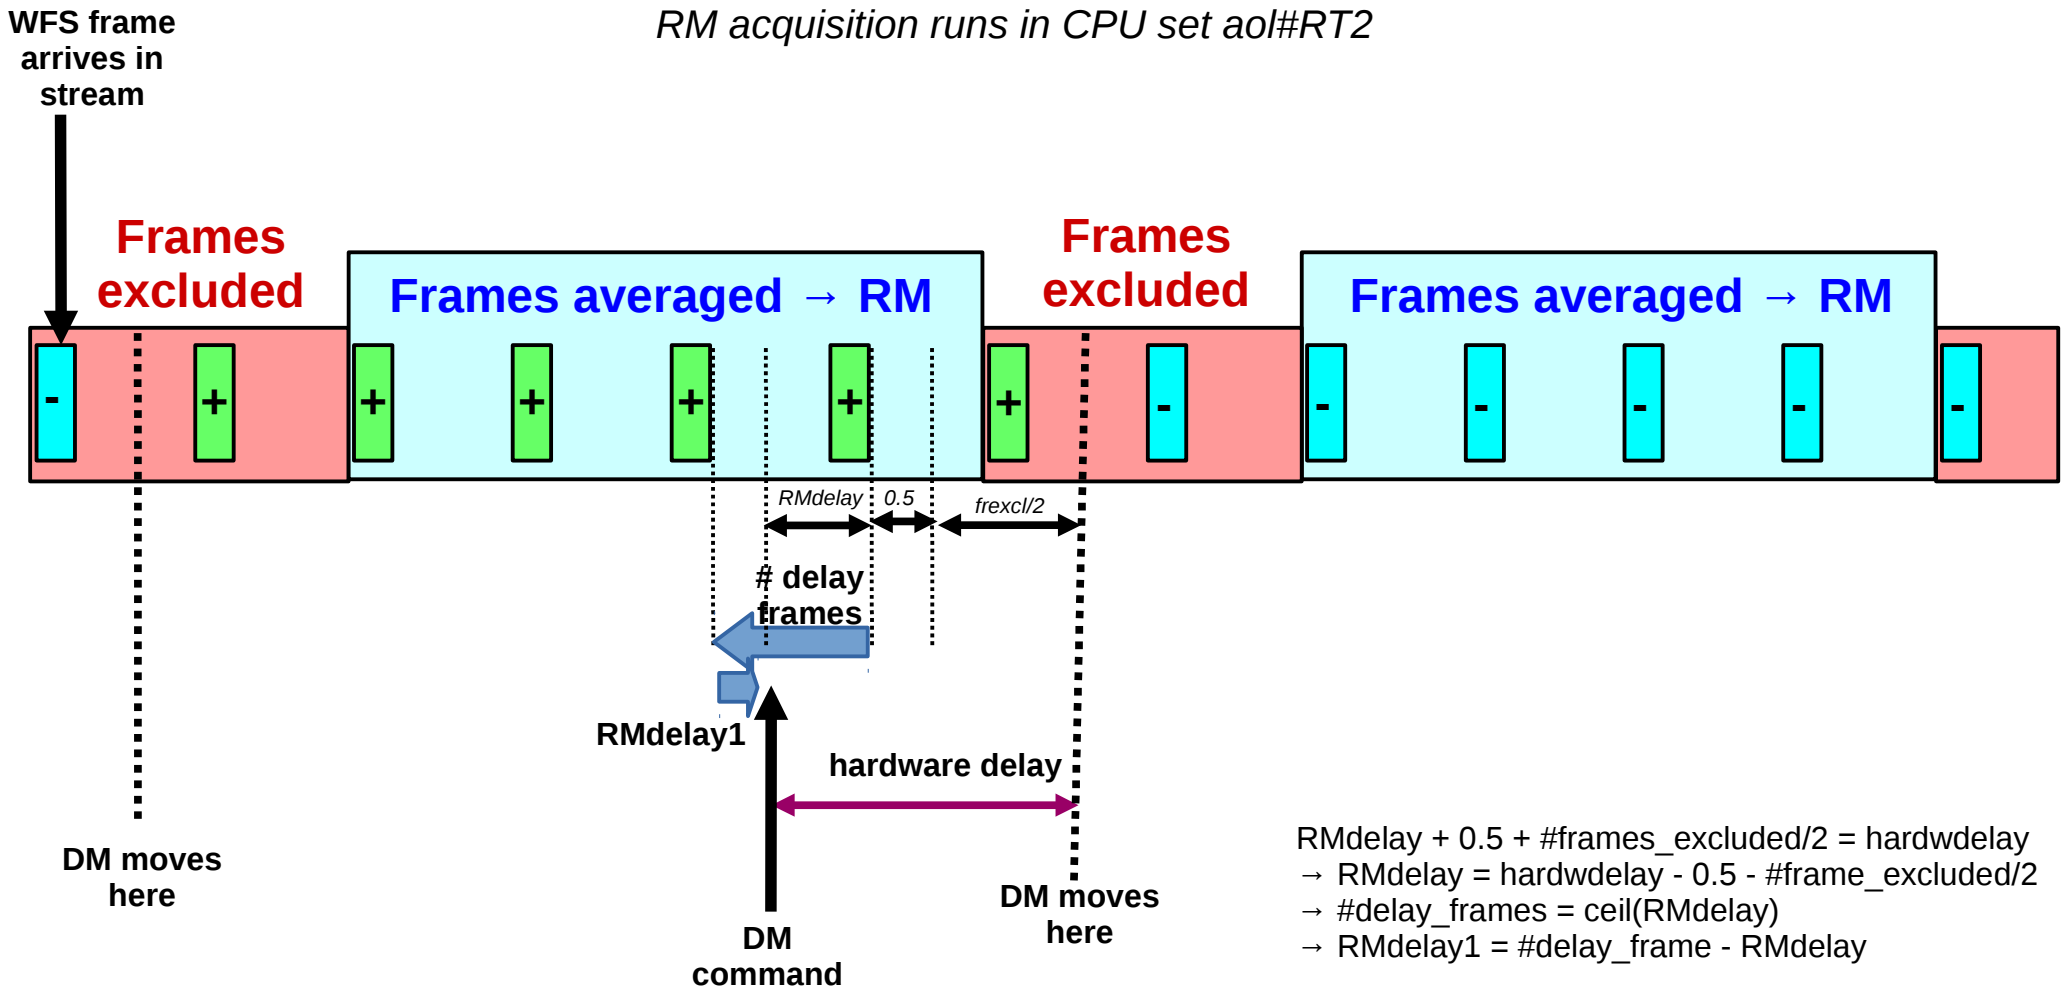 WFS frame
arrives in
stream
RM acquisition runs in CPU set aol#RT2
Frames
excluded
Frames averaged → RM
Frames
excluded
Frames averaged → RM
- + + + + + + - - - - - -
RMdelay 0.5 frexcl/2
# delay
frames
RMdelay1
hardware delay
DM moves
here
DM
command
DM moves
here
RMdelay + 0.5 + #frames_excluded/2 = hardwdelay
→ RMdelay = hardwdelay - 0.5 - #frame_excluded/2
→ #delay_frames = ceil(RMdelay)
→ RMdelay1 = #delay_frame - RMdelay